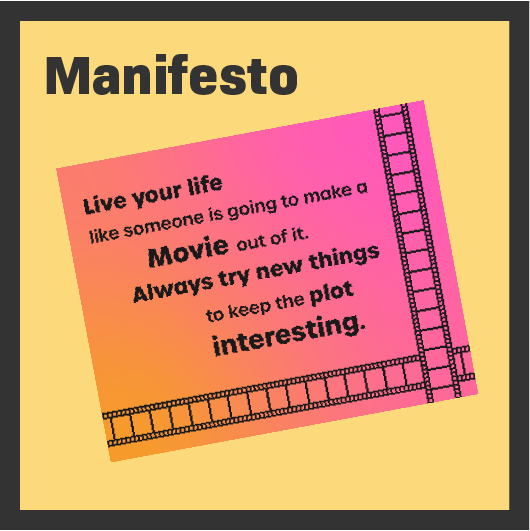 Manifesto
Live your life
like someone is going to make a
Movie out of it.
Always try new things
to keep the plot
interesting.